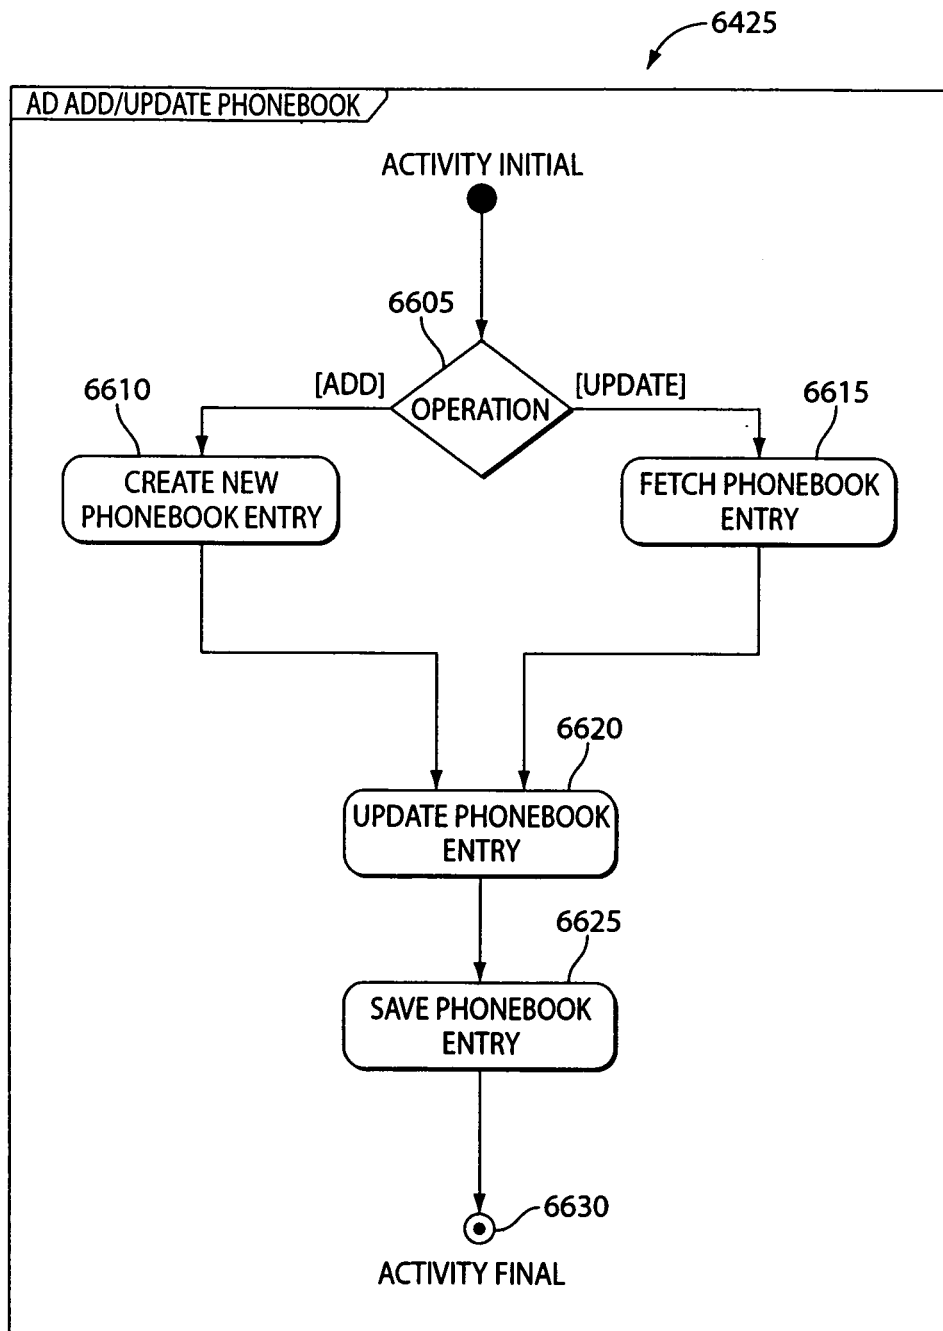 6425
AD ADD/UPDATE PHONEBOOK
ACTIVITY INITIAL
6605
[ADD]
[UPDATE]
OPERATION
6610
6615
CREATE NEW
PHONEBOOK ENTRY
FETCH PHONEBOOK
ENTRY
6620
UPDATE PHONEBOOK
ENTRY
6625
SAVE PHONEBOOK
ENTRY
6630
ACTIVITY FINAL